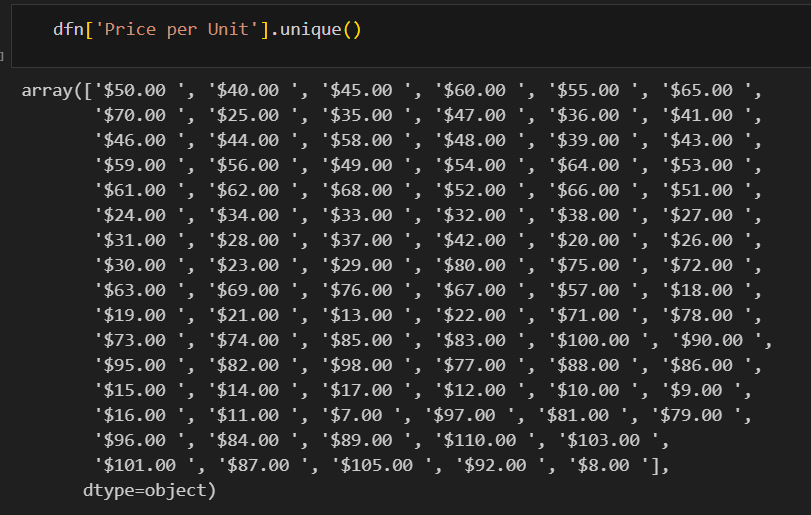 dfn['Price per Unit'].unique()
]
array(['$50.00 ', '$40.00 ', '$45.00 ', '$60.00 ', '$55.00 ', '$65.00 ',
'$70.00 ', '$25.00 ', '$35.00 ', '$47.00 ', '$36.00 ', '$41.00 ',
'$46.00 ', '$44.00 ', '$58.00 ', '$48.00 ', '$39.00 ', '$43.00 ',
'$59.00 ', '$56.00 ', '$49.00 ', '$54.00 ', '$64.00 ', '$53.00 ',
'$61.00 ', '$62.00 ', '$68.00 ', '$52.00 ', '$66.00 ', '$51.00 ',
'$24.00 ', '$34.00 ', '$33.00 ', '$32.00 ', '$38.00 ', '$27.00 ',
'$31.00 ', '$28.00 ', '$37.00 ', '$42.00 ', '$20.00 ', '$26.00 ',
'$30.00 ', '$23.00 ', '$29.00 ', '$80.00 ', '$75.00 ', '$72.00 ',
'$63.00 ', '$69.00 ', '$76.00 ', '$67.00 ', '$57.00 ', '$18.00 ',
'$19.00 ', '$21.00 ', '$13.00 ', '$22.00 ', '$71.00 ', '$78.00 ',
'$73.00 ', '$74.00 ', '$85.00 ', '$83.00 ', '$100.00 ', '$90.00 ',
'$95.00 ', '$82.00 ', '$98.00 ', '$77.00 ', '$88.00 ', '$86.00 ',
'$15.00 ', '$14.00 ', '$17.00 ', '$12.00 ', '$10.00 ', '$9.00 ',
'$16.00 ', '$11.00 ', '$7.00 ', '$97.00 ', '$81.00 ', '$79.00 ',
'$96.00 ', '$84.00 ', '$89.00 ', '$110.00 ', '$103.00 ',
'$101.00 ', '$87.00 ', '$105.00 ', '$92.00 ', '$8.00 '],
dtype=object)